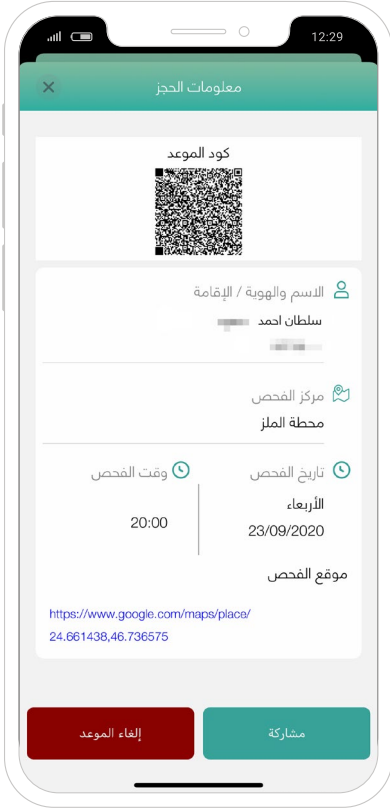 12:29
معلومات الحجز
كود الموعد
الاسم والهوية / الإقامة
سلطان احمد
مركز الفحص
محطة الملز
تاريخ الفحص
الأربعاء
23/09/2020
وقت الفحص
20:00
موقع الفحص
https://www.google.com/maps/place/
24.661438,46.736575
مشاركة
إلغاء الموعد